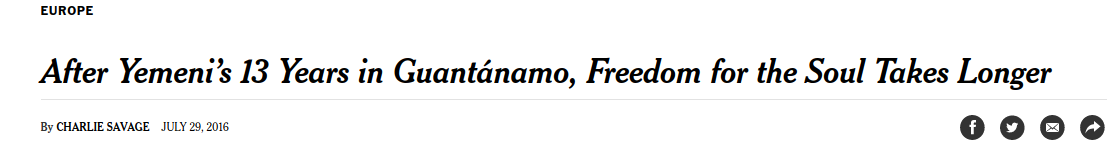 EUROPE
After Yemeni's 13 Years in Guantánamo, Freedom for the Soul Takes Longer
By CHARLIE SAVAGE JULY 29, 2016